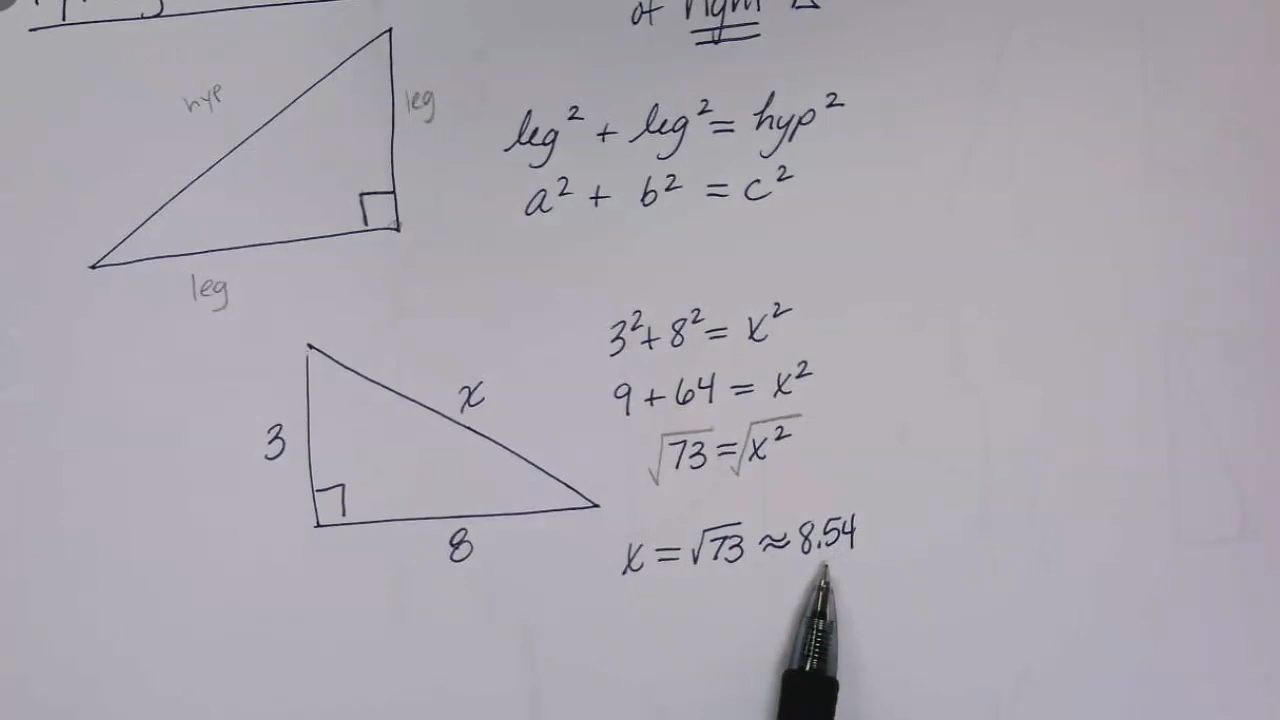 of right △
hyp
leg
leg² + leg² = hyp²
a² + b² = c²
leg
3² + 8² = x²
x
9 + 64 = x²
3
√73 = √x²
8
x = √73 ≈ 8.54